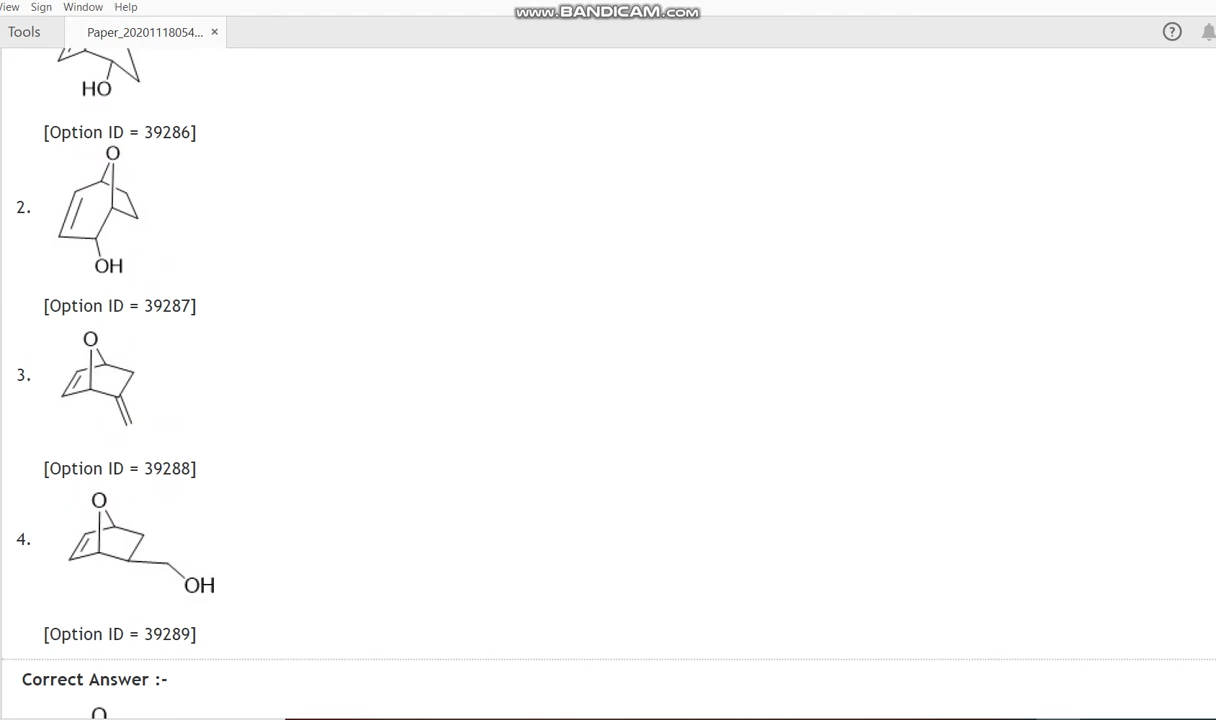 View Sign Window Help
www.BANDICAM.com
Tools Paper_20201118054... × ?
HO
[Option ID = 39286]
O
2.
OH
[Option ID = 39287]
O
3.
[Option ID = 39288]
O
4.
OH
[Option ID = 39289]
Correct Answer :-
O